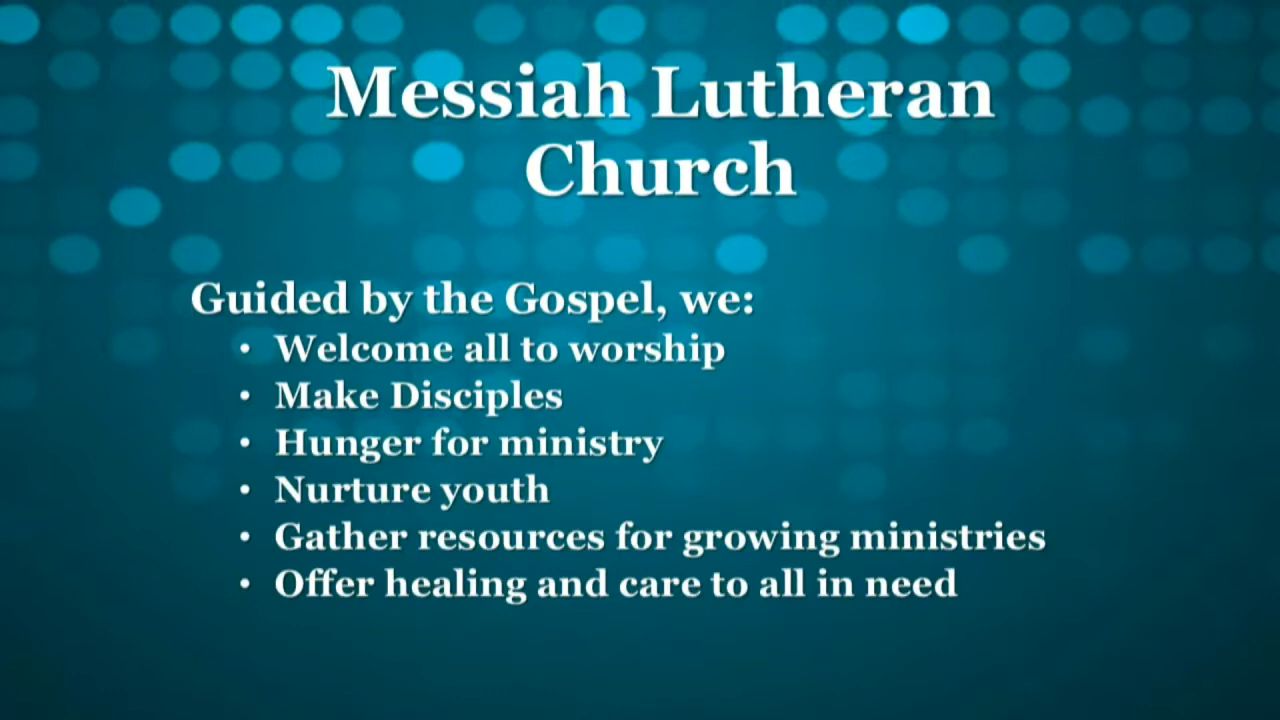 Messiah Lutheran
Church
Guided by the Gospel, we:
• Welcome all to worship
• Make Disciples
• Hunger for ministry
• Nurture youth
• Gather resources for growing ministries
• Offer healing and care to all in need